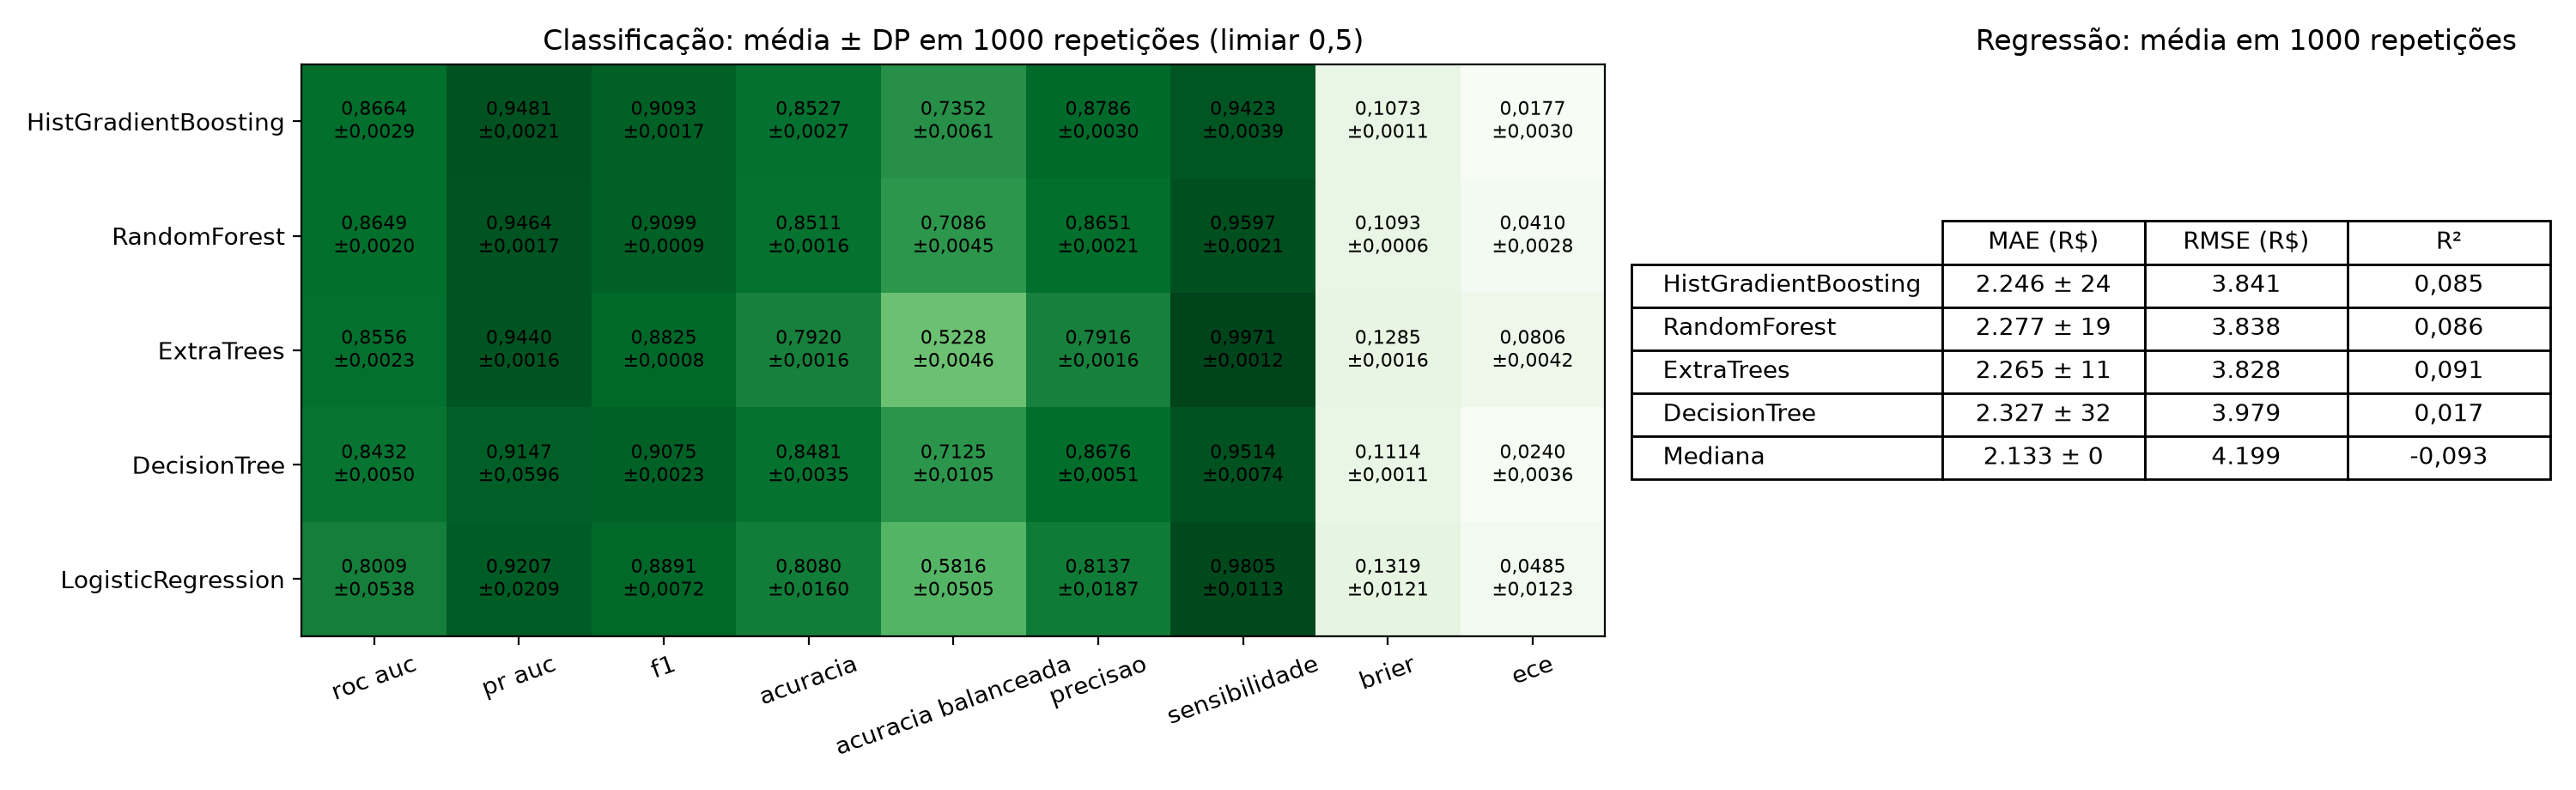 Classificação: média ± DP em 1000 repetições (limiar 0,5)
HistGradientBoosting
0,8664 0,9481 0,9093 0,8527 0,7352 0,8786 0,9423 0,1073 0,0177
±0,0029 ±0,0021 ±0,0017 ±0,0027 ±0,0061 ±0,0030 ±0,0039 ±0,0011 ±0,0030
RandomForest
0,8649 0,9464 0,9099 0,8511 0,7086 0,8651 0,9597 0,1093 0,0410
±0,0020 ±0,0017 ±0,0009 ±0,0016 ±0,0045 ±0,0021 ±0,0021 ±0,0006 ±0,0028
ExtraTrees
0,8556 0,9440 0,8825 0,7920 0,5228 0,7916 0,9971 0,1285 0,0806
±0,0023 ±0,0016 ±0,0008 ±0,0016 ±0,0046 ±0,0016 ±0,0012 ±0,0016 ±0,0042
DecisionTree
0,8432 0,9147 0,9075 0,8481 0,7125 0,8676 0,9514 0,1114 0,0240
±0,0050 ±0,0596 ±0,0023 ±0,0035 ±0,0105 ±0,0051 ±0,0074 ±0,0011 ±0,0036
LogisticRegression
0,8009 0,9207 0,8891 0,8080 0,5816 0,8137 0,9805 0,1319 0,0485
±0,0538 ±0,0209 ±0,0072 ±0,0160 ±0,0505 ±0,0187 ±0,0113 ±0,0121 ±0,0123
roc auc pr auc f1 acuracia acuracia balanceada precisao sensibilidade brier ece
Regressão: média em 1000 repetições
MAE (R$) RMSE (R$) R²
HistGradientBoosting 2.246 ± 24 3.841 0,085
RandomForest 2.277 ± 19 3.838 0,086
ExtraTrees 2.265 ± 11 3.828 0,091
DecisionTree 2.327 ± 32 3.979 0,017
Mediana 2.133 ± 0 4.199 -0,093